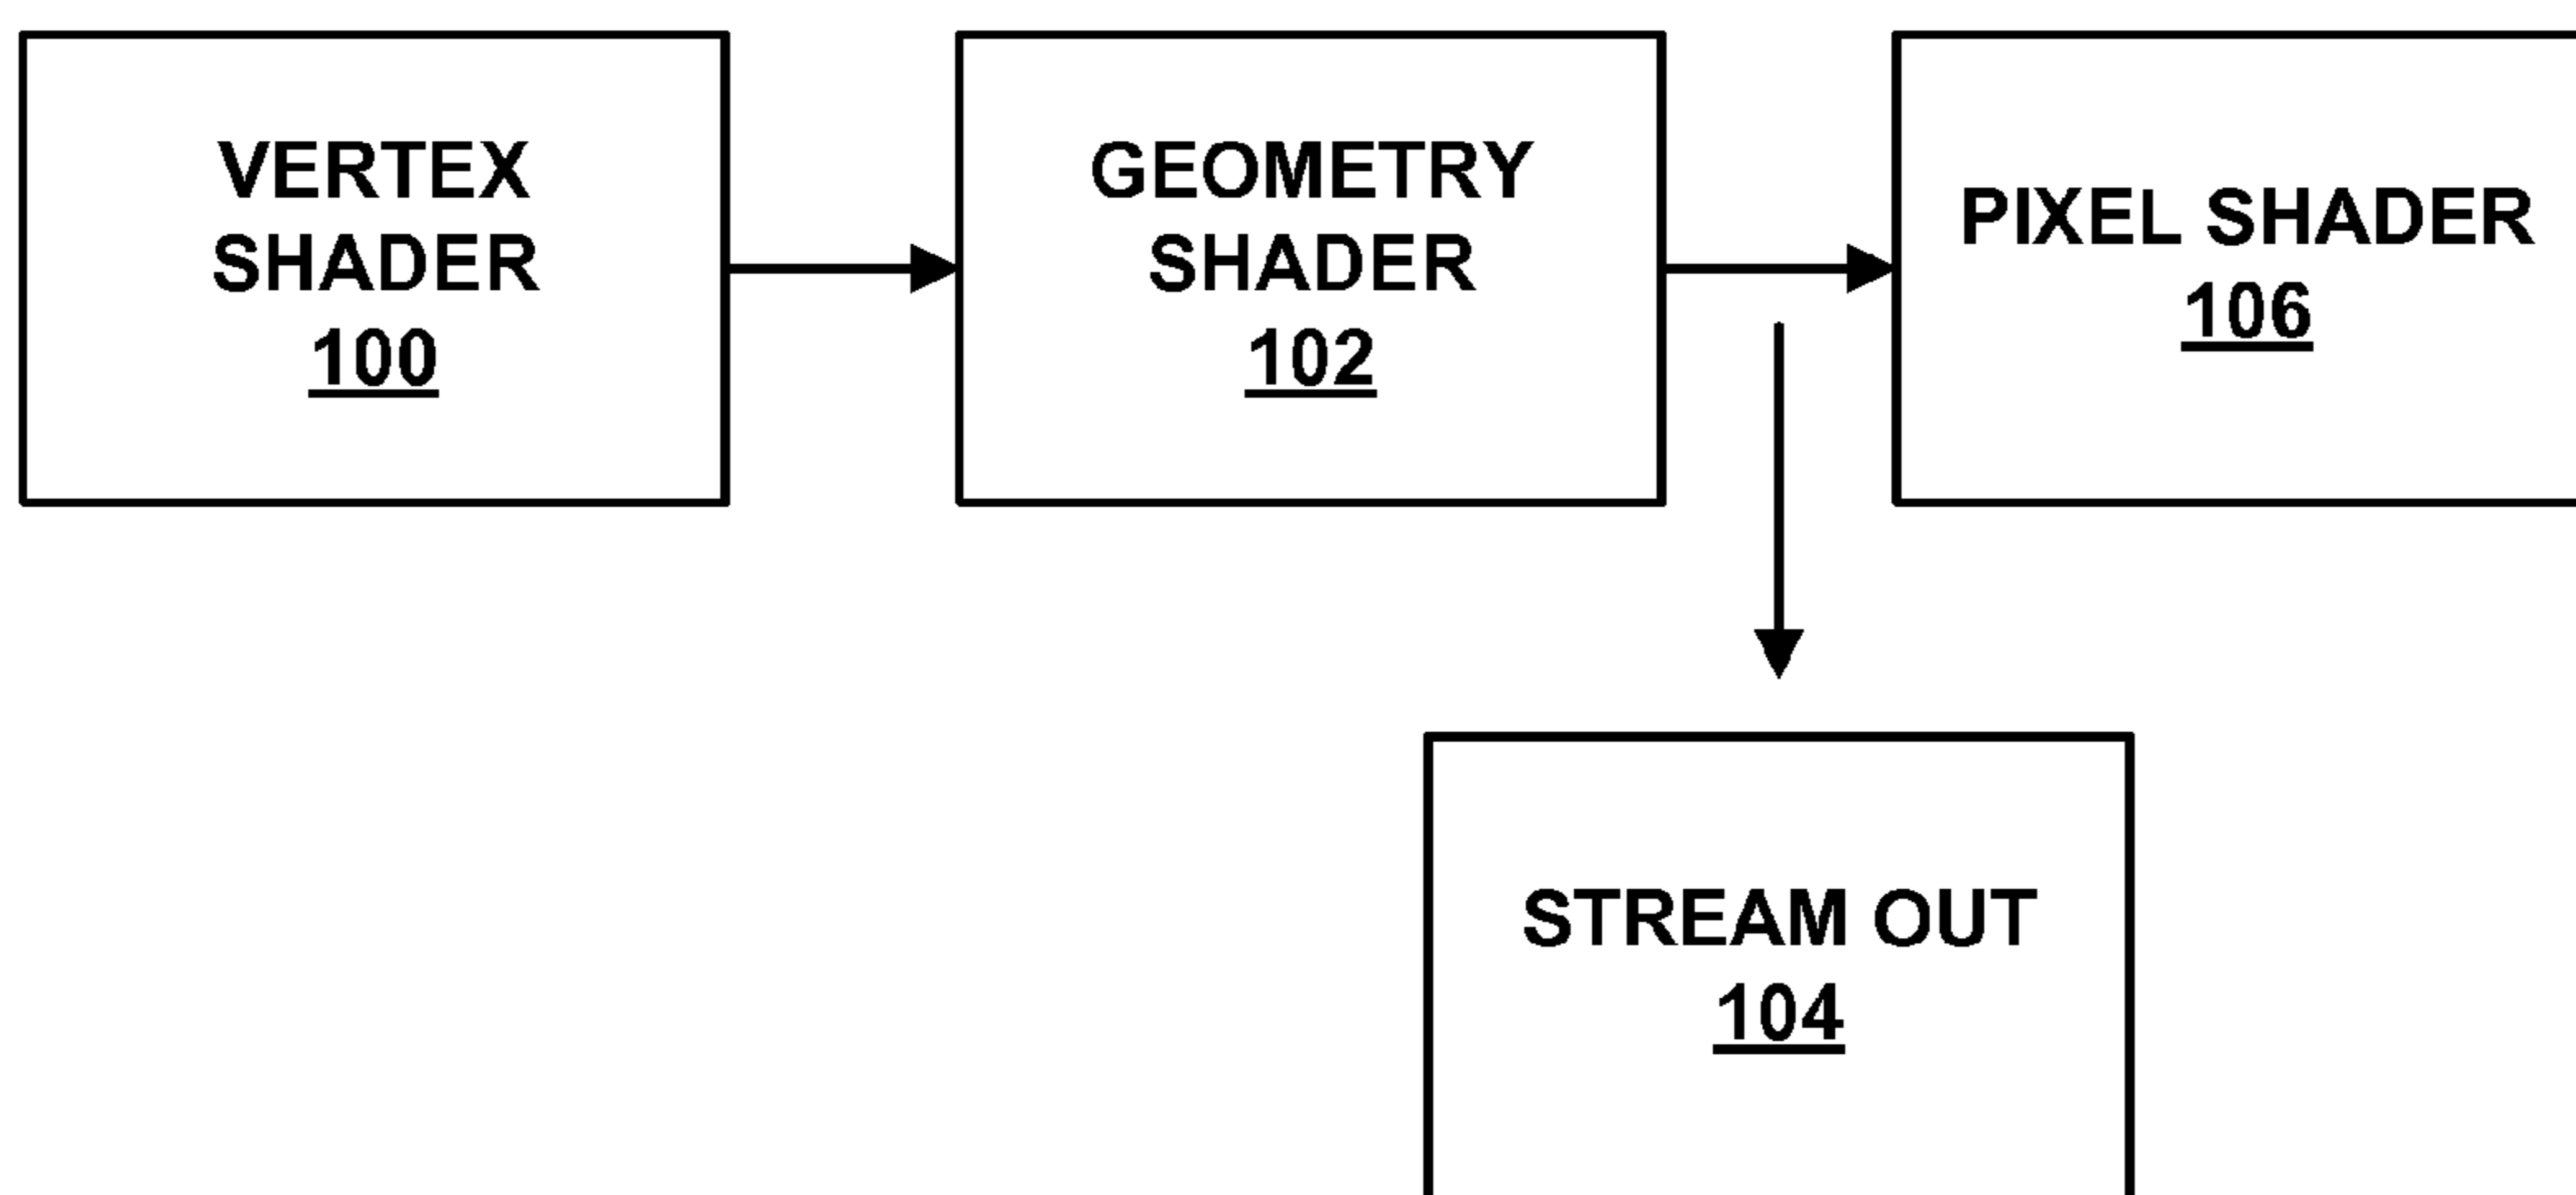 VERTEX
SHADER
100
GEOMETRY
SHADER
102
PIXEL SHADER
106
STREAM OUT
104